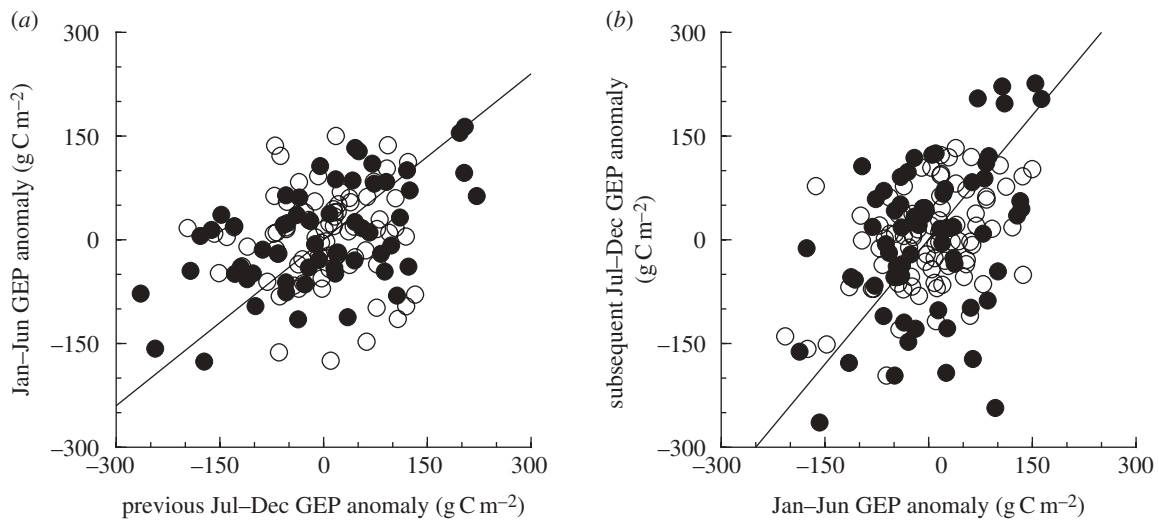 (a)
300
150
0
–150
–300
–300
–150
0
150
300
Jan–Jun GEP anomaly (g C m–2)
previous Jul–Dec GEP anomaly (g C m–2)
(b)
300
150
0
–150
–300
–300
–150
0
150
300
subsequent Jul–Dec GEP anomaly
(g C m–2)
Jan–Jun GEP anomaly (g C m–2)